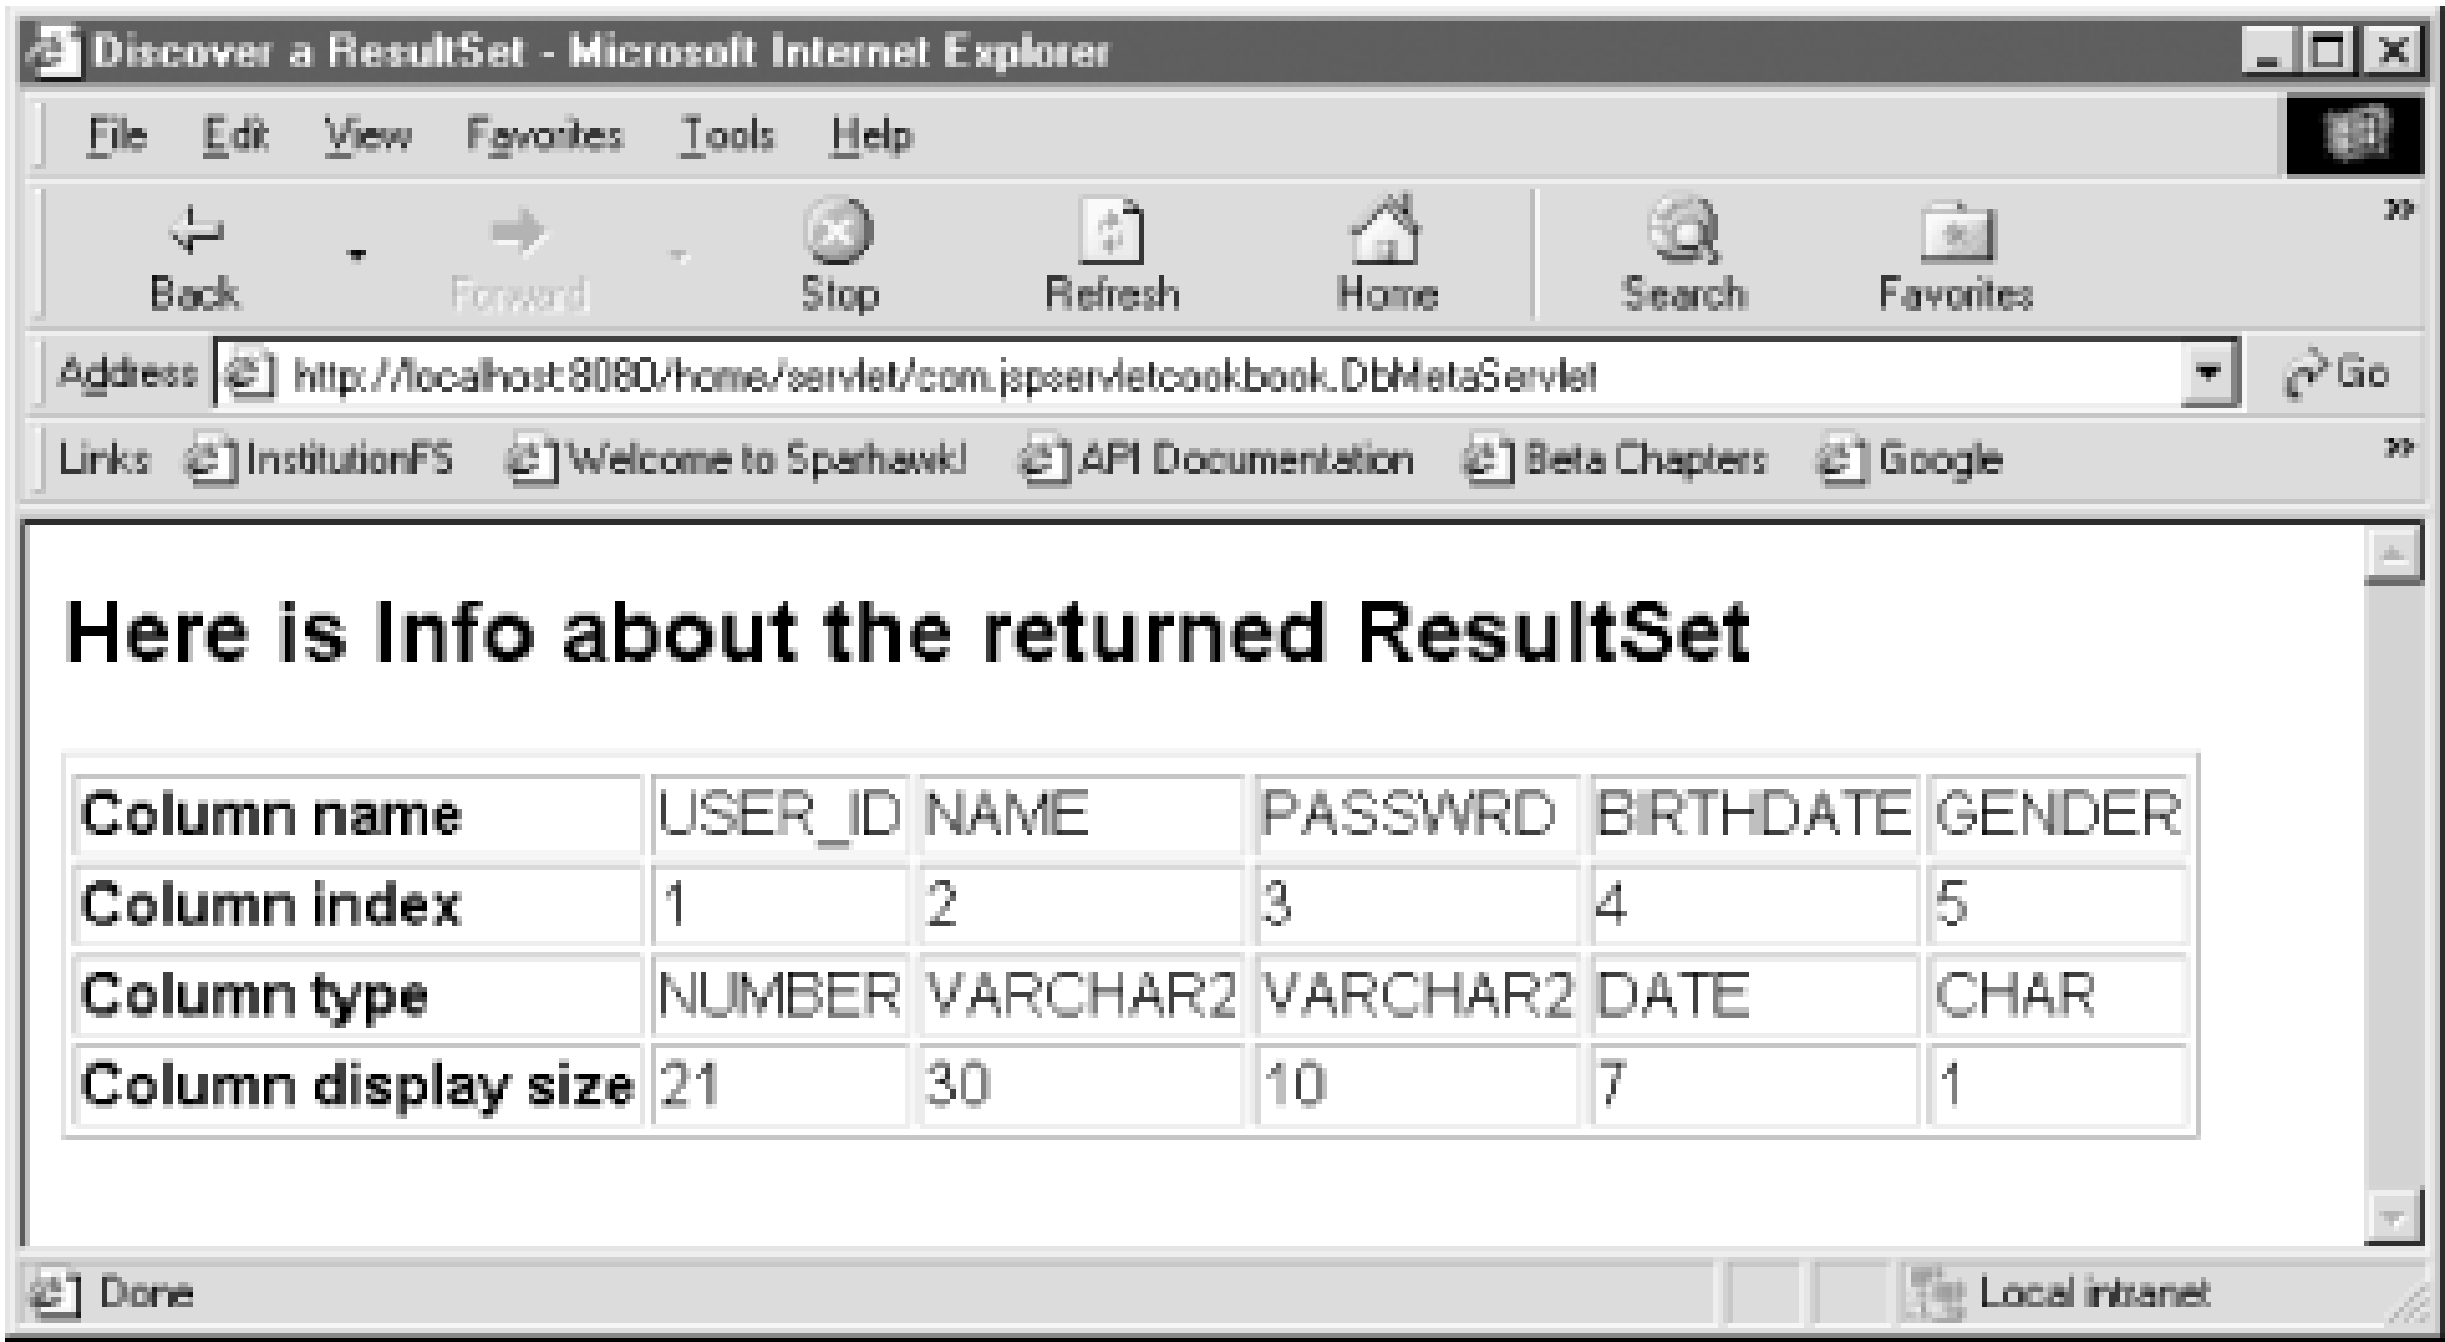 Discover a ResultSet - Microsoft Internet Explorer
File Edit View Favorites Tools Help
Back Forward Stop Refresh Home Search Favorites »
Address http://localhost:8080/home/servlet/com.jspservletcookbook.DbMetaServlet Go
Links InstitutionFS Welcome to Sparhawk! API Documentation Beta Chapters Google »
Here is Info about the returned ResultSet
Column name USER_ID NAME PASSWRD BIRTHDATE GENDER
Column index 1 2 3 4 5
Column type NUMBER VARCHAR2 VARCHAR2 DATE CHAR
Column display size 21 30 10 7 1
Done Local intranet